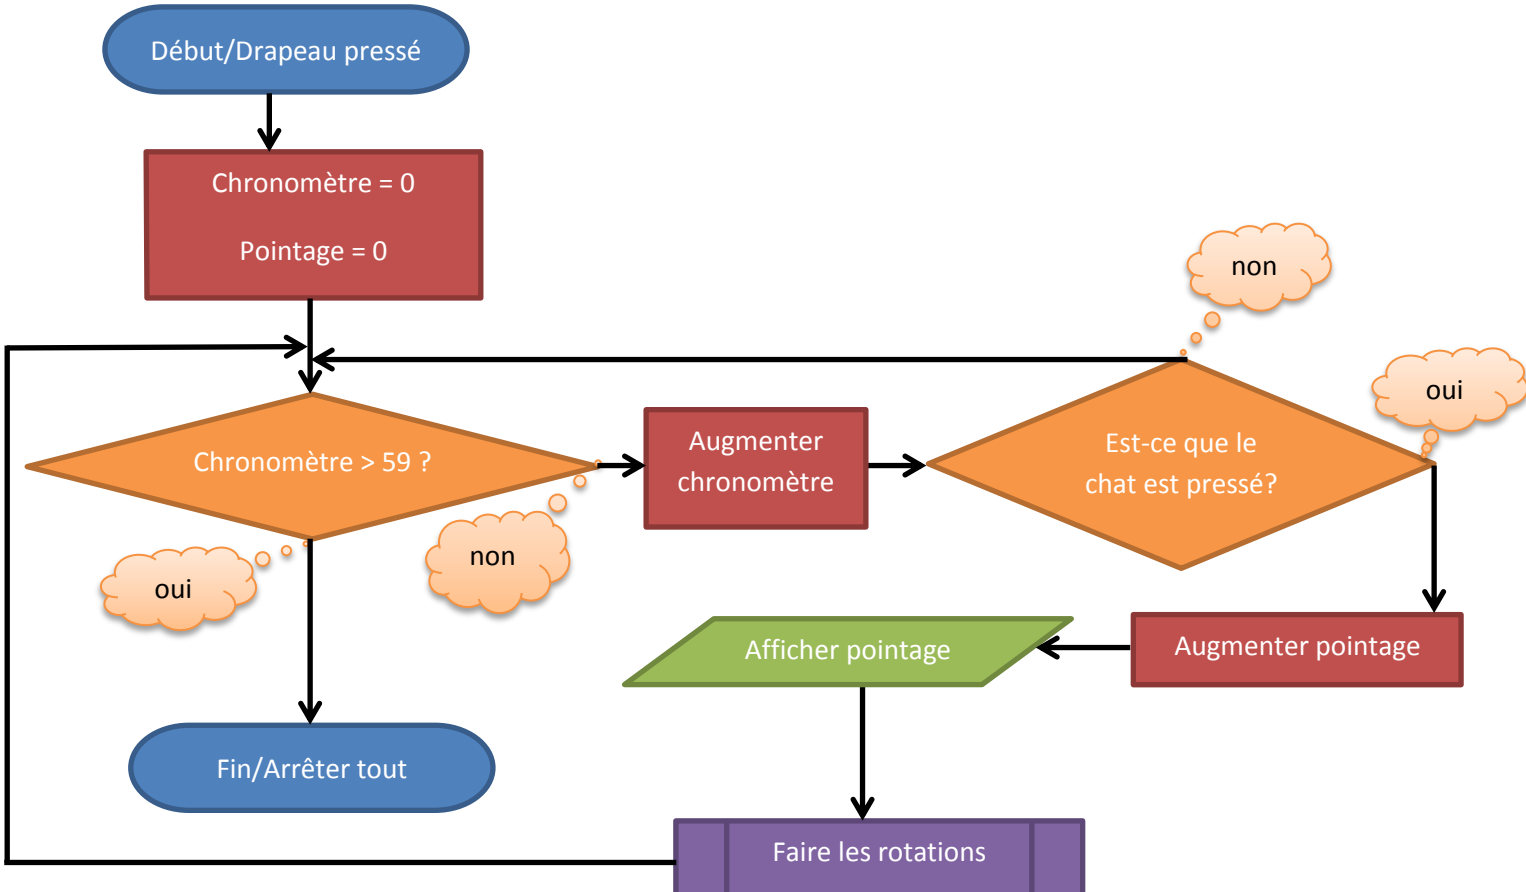 Début/Drapeau pressé
Chronomètre = 0
Pointage = 0
non
oui
Chronomètre > 59 ?
Augmenter
chronomètre
Est-ce que le
chat est pressé?
non
oui
Afficher pointage
Augmenter pointage
Fin/Arrêter tout
Faire les rotations